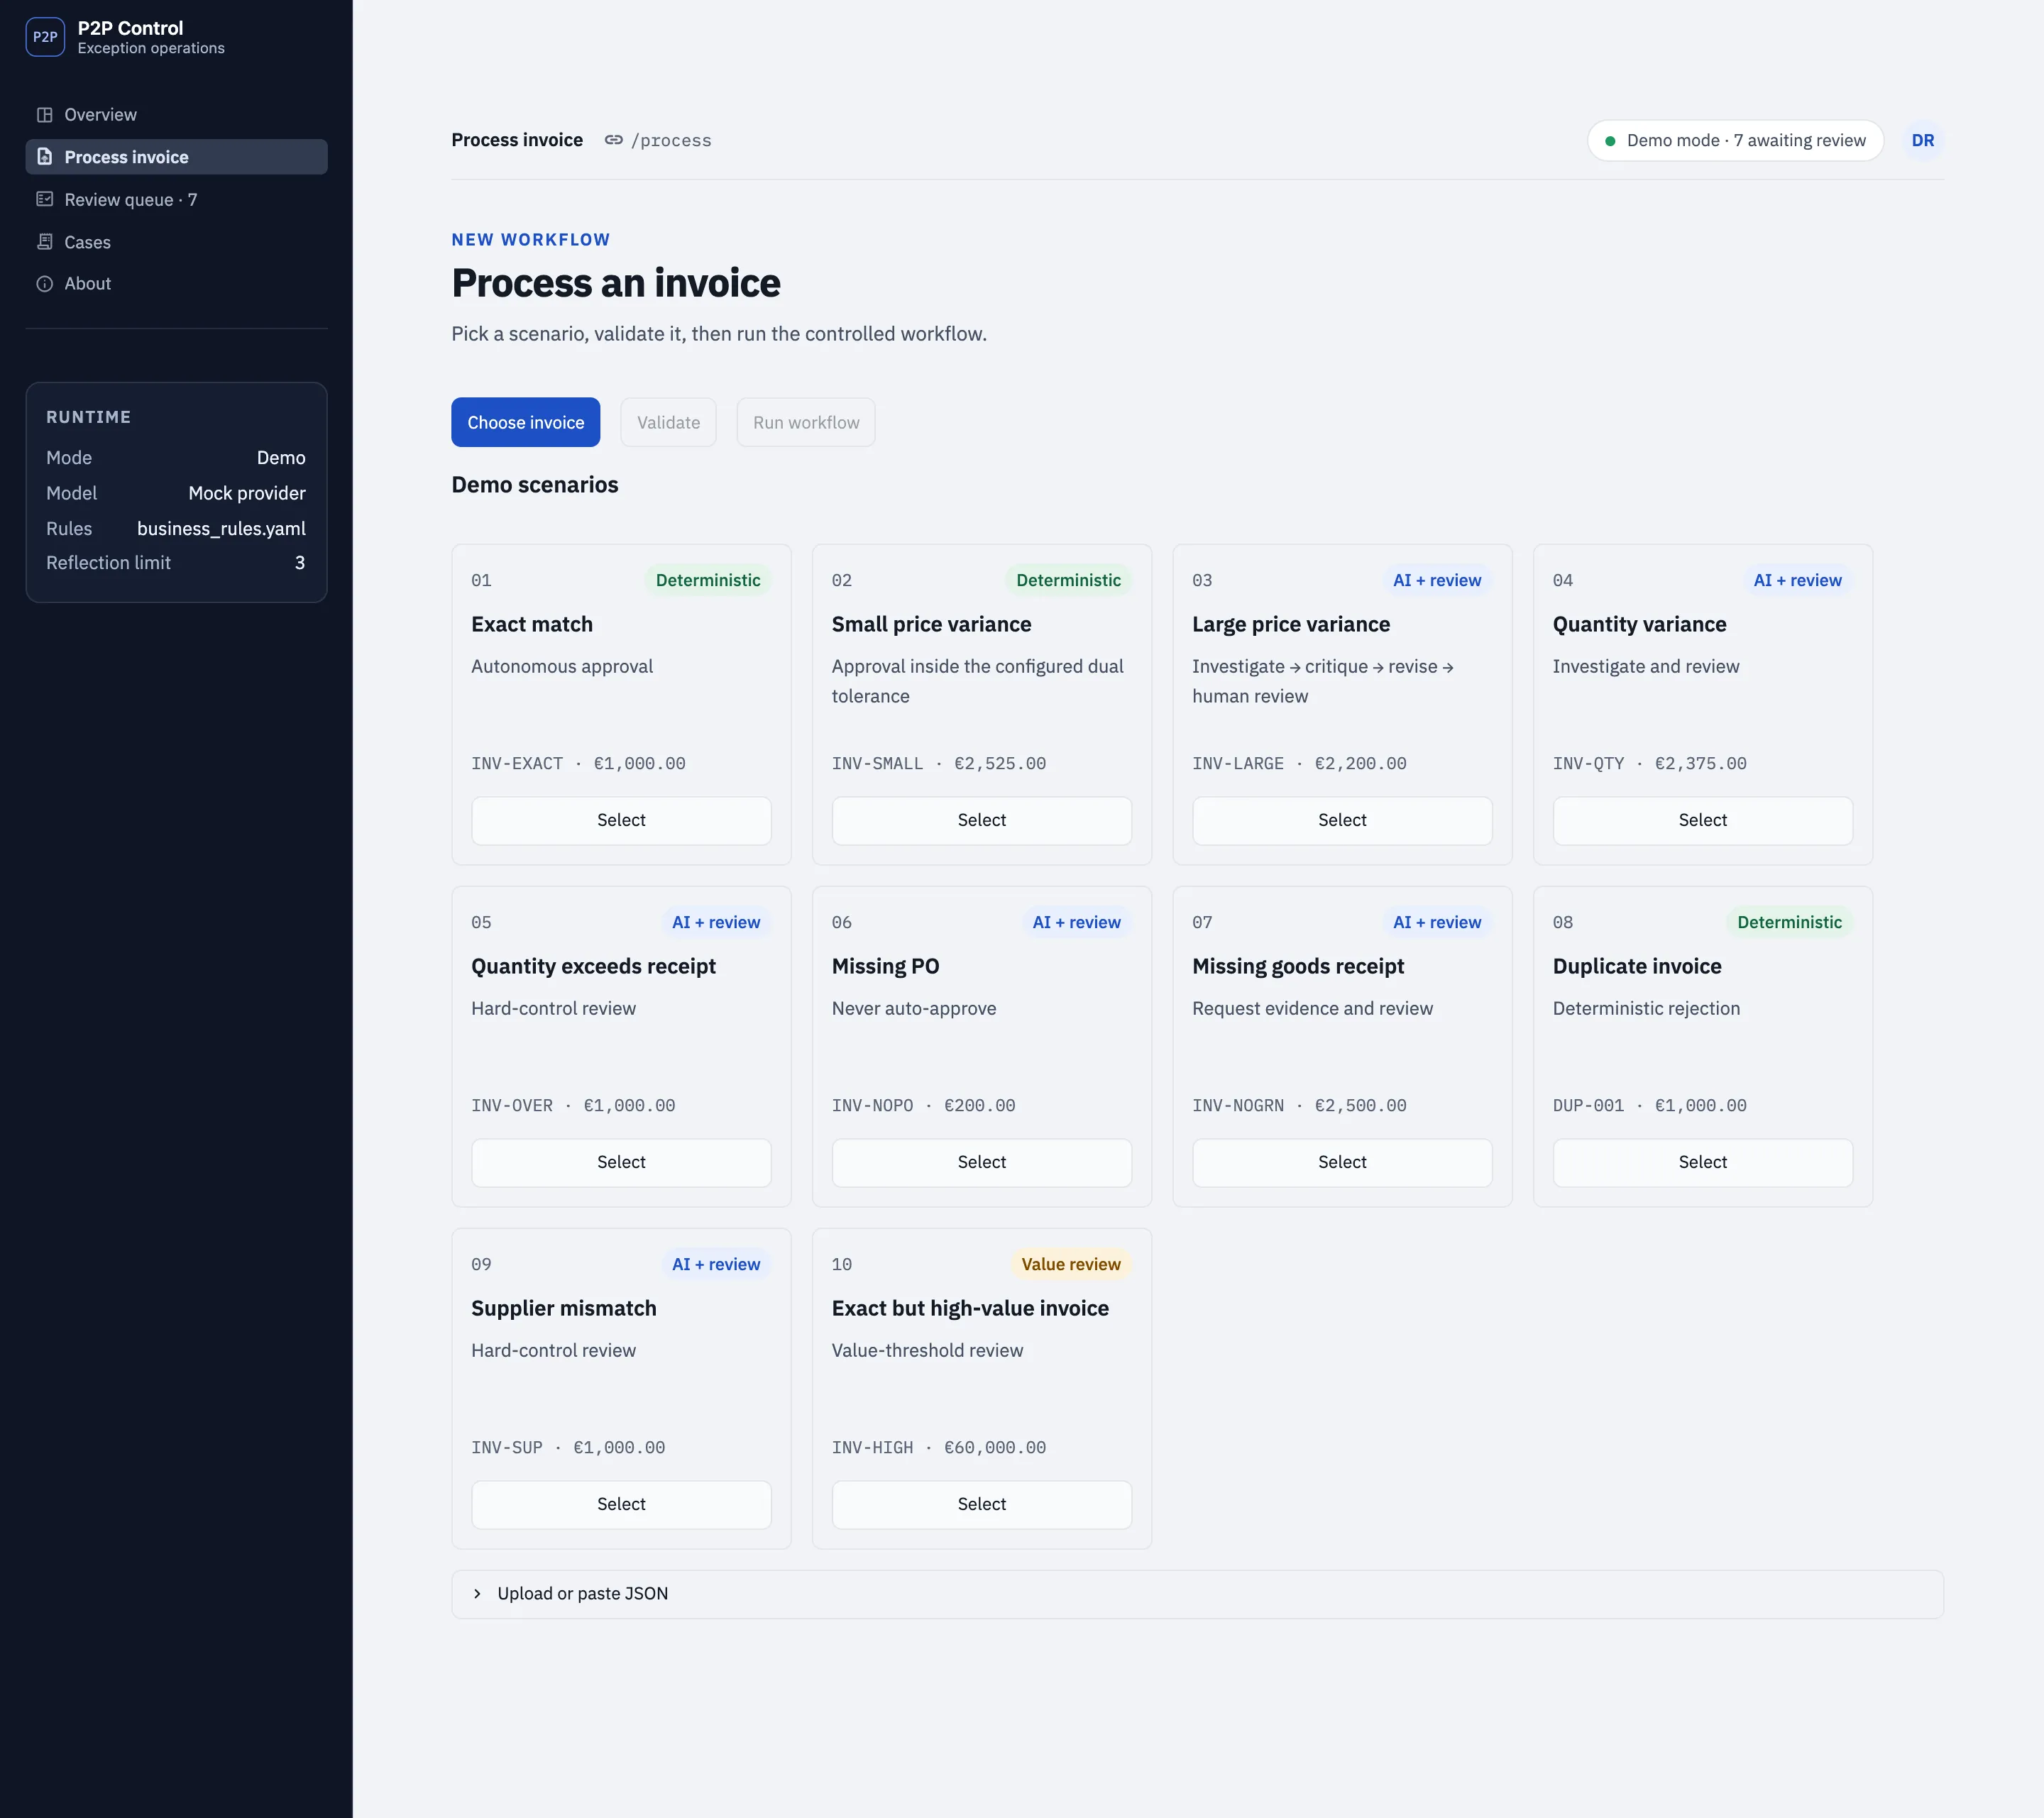 P2P
P2P Control
Exception operations
Overview
Process invoice
Review queue · 7
Cases
About
RUNTIME
Mode Demo
Model Mock provider
Rules business_rules.yaml
Reflection limit 3
Process invoice /process
Demo mode · 7 awaiting review
DR
NEW WORKFLOW
Process an invoice
Pick a scenario, validate it, then run the controlled workflow.
Choose invoice
Validate
Run workflow
Demo scenarios
01 Deterministic
Exact match
Autonomous approval
INV-EXACT · €1,000.00
Select
02 Deterministic
Small price variance
Approval inside the configured dual
tolerance
INV-SMALL · €2,525.00
Select
03 AI + review
Large price variance
Investigate → critique → revise →
human review
INV-LARGE · €2,200.00
Select
04 AI + review
Quantity variance
Investigate and review
INV-QTY · €2,375.00
Select
05 AI + review
Quantity exceeds receipt
Hard-control review
INV-OVER · €1,000.00
Select
06 AI + review
Missing PO
Never auto-approve
INV-NOPO · €200.00
Select
07 AI + review
Missing goods receipt
Request evidence and review
INV-NOGRN · €2,500.00
Select
08 Deterministic
Duplicate invoice
Deterministic rejection
DUP-001 · €1,000.00
Select
09 AI + review
Supplier mismatch
Hard-control review
INV-SUP · €1,000.00
Select
10 Value review
Exact but high-value invoice
Value-threshold review
INV-HIGH · €60,000.00
Select
Upload or paste JSON